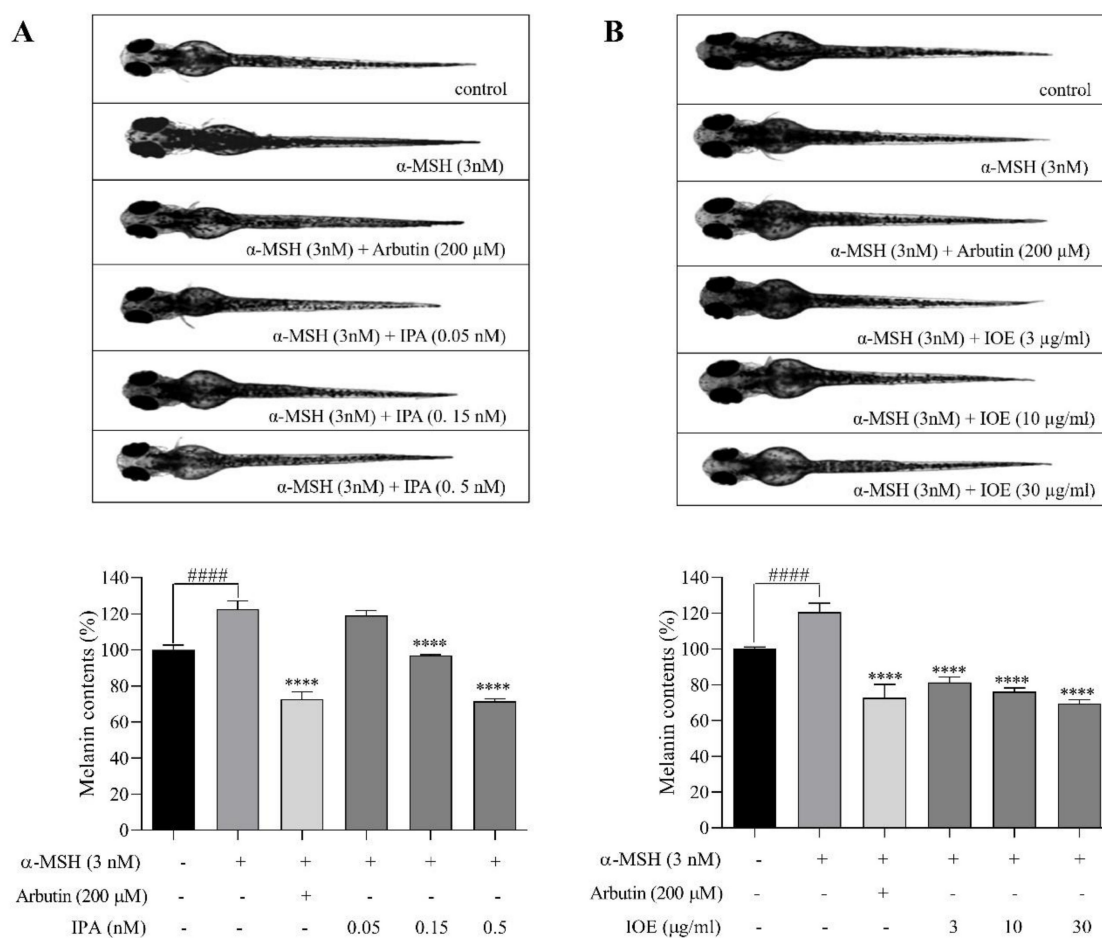 A
control
α-MSH (3nM)
α-MSH (3nM) + Arbutin (200 µM)
α-MSH (3nM) + IPA (0.05 nM)
α-MSH (3nM) + IPA (0. 15 nM)
α-MSH (3nM) + IPA (0. 5 nM)
B
control
α-MSH (3nM)
α-MSH (3nM) + Arbutin (200 µM)
α-MSH (3nM) + IOE (3 µg/ml)
α-MSH (3nM) + IOE (10 µg/ml)
α-MSH (3nM) + IOE (30 µg/ml)
Melanin contents (%)
140
120
100
80
60
40
20
0
####
****
****
****
α-MSH (3 nM) - + + + + +
Arbutin (200 µM) - - + - - -
IPA (nM) - - - 0.05 0.15 0.5
Melanin contents (%)
140
120
100
80
60
40
20
0
####
****
****
****
****
α-MSH (3 nM) - + + + + +
Arbutin (200 µM) - - + - - -
IOE (µg/ml) - - - 3 10 30